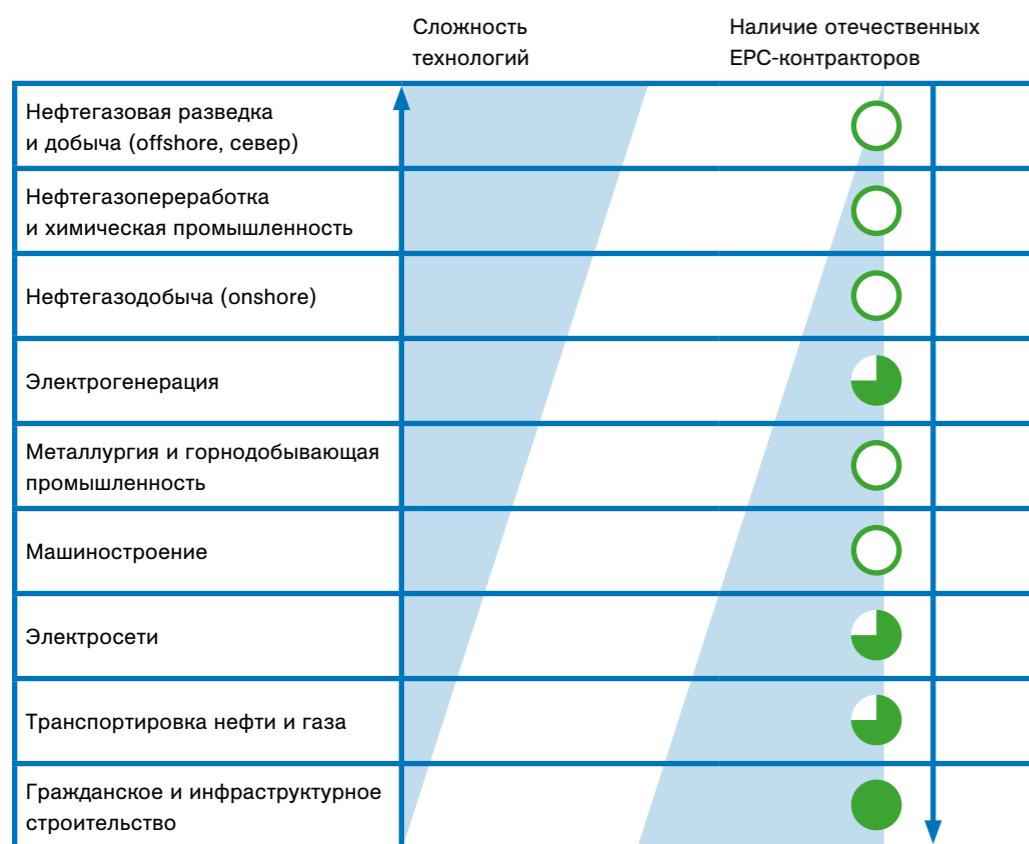 Сложность
технологий
Наличие отечественных
EPC-контракторов
Нефтегазовая разведка
и добыча (offshore, север)
Нефтегазопереработка
и химическая промышленность
Нефтегазодобыча (onshore)
Электрогенерация
Металлургия и горнодобывающая
промышленность
Машиностроение
Электросети
Транспортировка нефти и газа
Гражданское и инфраструктурное
строительство